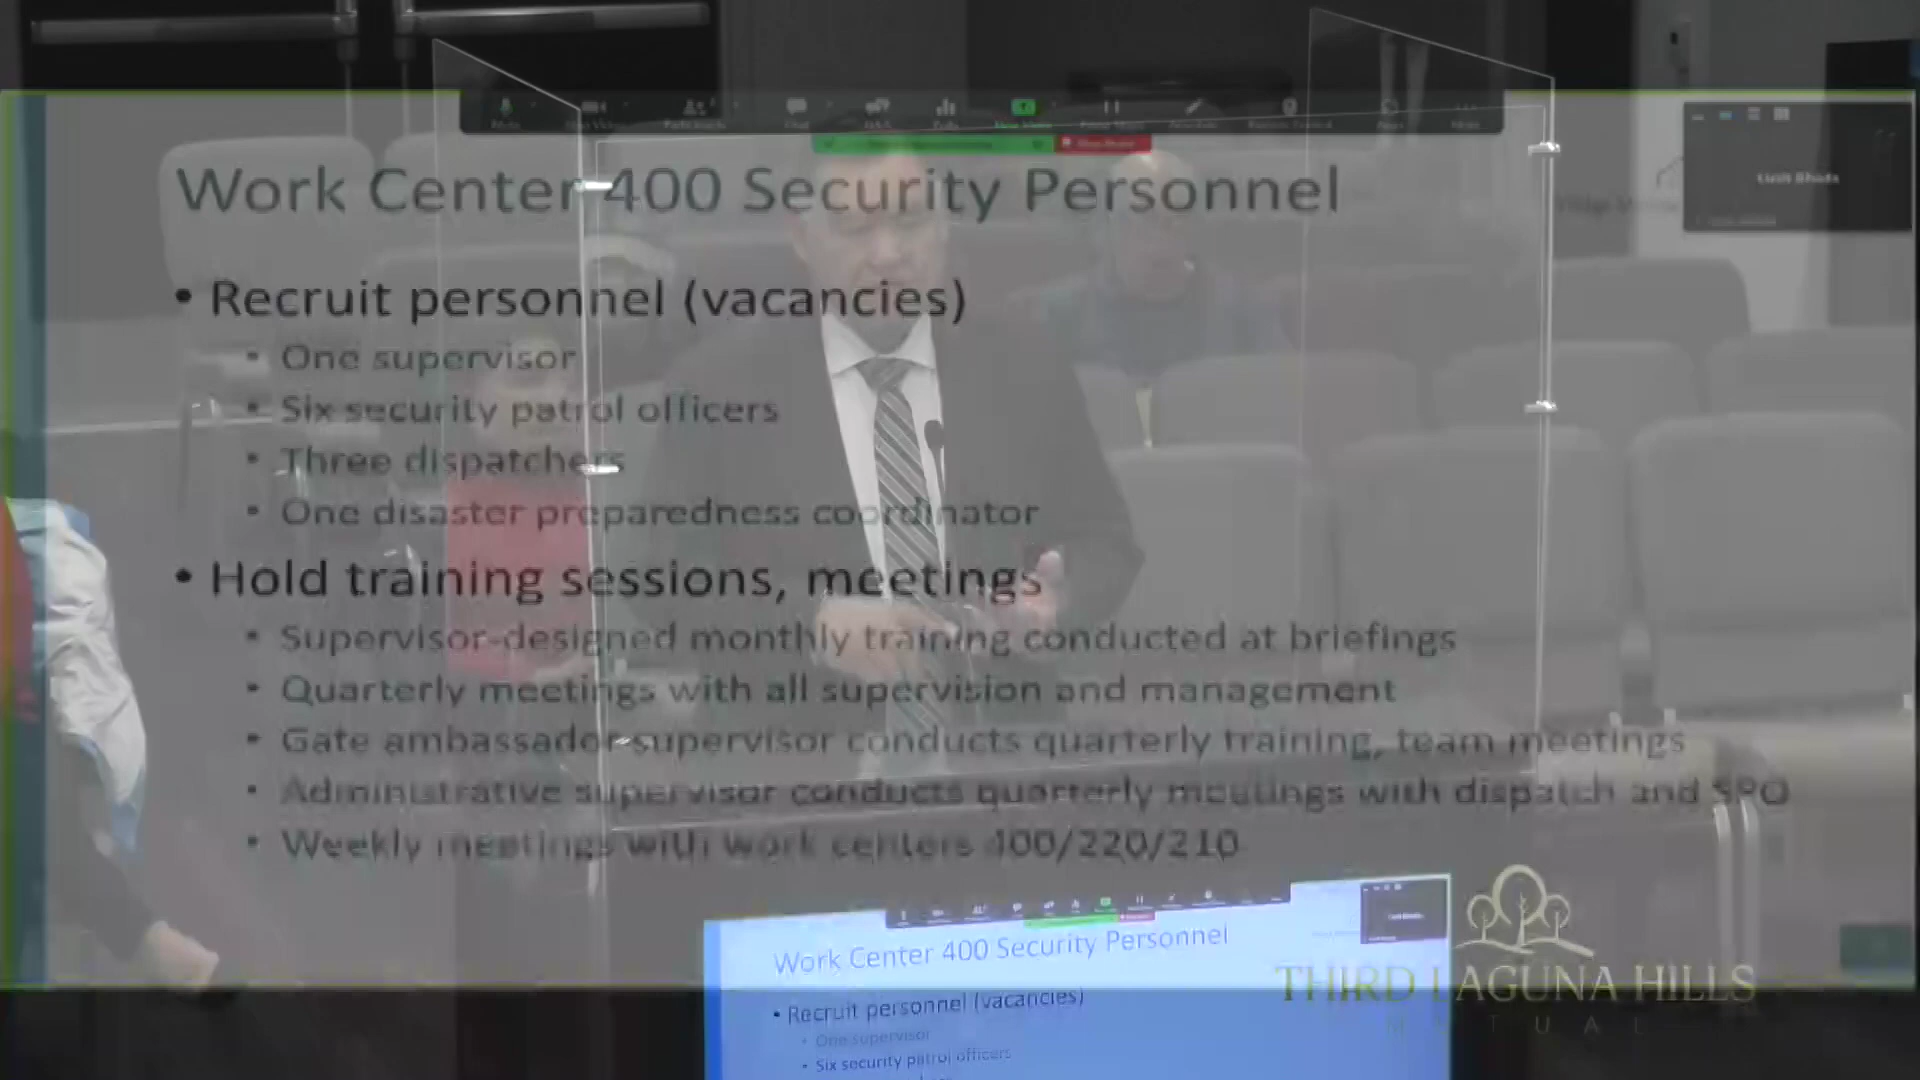 Work Center 400 Security Personnel
• Recruit personnel (vacancies)
• One supervisor
• Six security patrol officers
• Three dispatchers
• One disaster preparedness coordinator
• Hold training sessions, meetings
• Supervisor-designed monthly training conducted at briefings
• Quarterly meetings with all supervision and management
• Gate ambassador supervisor conducts quarterly training, team meetings
• Administrative supervisor conducts quarterly meetings with dispatch and SPO
• Weekly meetings with work centers 400/220/210
Work Center 400 Security Personnel
• Recruit personnel (vacancies)
• One supervisor
• Six security patrol officers
THIRD LAGUNA HILLS
MUTUAL